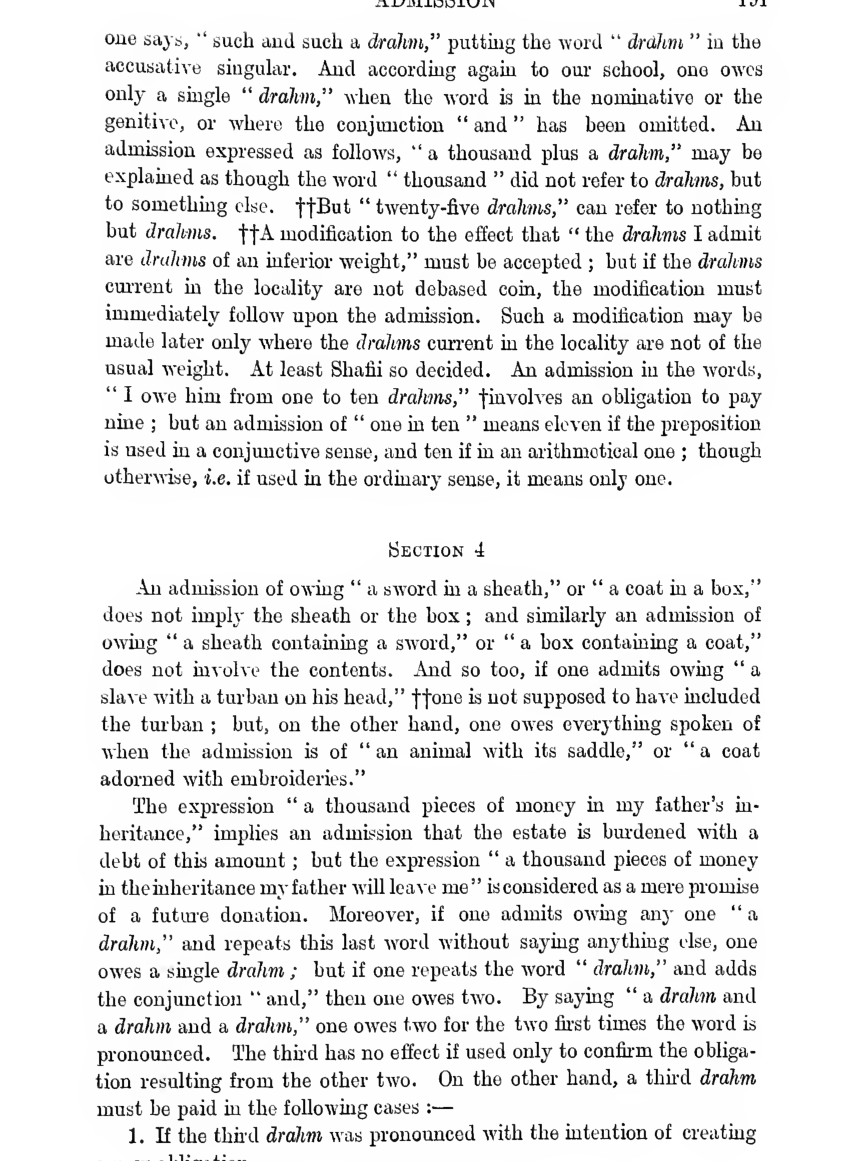 ADMISSION 191
one says, “ such and such a drahm,” putting the word “ drahm ” in the
accusative singular. And according again to our school, one owes
only a single “ drahm,” when the word is in the nominative or the
genitive, or where the conjunction “ and ” has been omitted. An
admission expressed as follows, “ a thousand plus a drahm,” may be
explained as though the word “ thousand ” did not refer to drahms, but
to something else. ††But “ twenty-five drahms,” can refer to nothing
but drahms. ††A modification to the effect that “ the drahms I admit
are drahms of an inferior weight,” must be accepted ; but if the drahms
current in the locality are not debased coin, the modification must
immediately follow upon the admission. Such a modification may be
made later only where the drahms current in the locality are not of the
usual weight. At least Shafii so decided. An admission in the words,
“ I owe him from one to ten drahms,” †involves an obligation to pay
nine ; but an admission of “ one in ten ” means eleven if the preposition
is used in a conjunctive sense, and ten if in an arithmetical one ; though
otherwise, i.e. if used in the ordinary sense, it means only one.
SECTION 4
An admission of owing “ a sword in a sheath,” or “ a coat in a box,”
does not imply the sheath or the box ; and similarly an admission of
owing “ a sheath containing a sword,” or “ a box containing a coat,”
does not involve the contents. And so too, if one admits owing “ a
slave with a turban on his head,” ††one is not supposed to have included
the turban ; but, on the other hand, one owes everything spoken of
when the admission is of “ an animal with its saddle,” or “ a coat
adorned with embroideries.”
The expression “ a thousand pieces of money in my father’s in-
heritance,” implies an admission that the estate is burdened with a
debt of this amount ; but the expression “ a thousand pieces of money
in the inheritance my father will leave me ” is considered as a mere promise
of a future donation. Moreover, if one admits owing any one “ a
drahm,” and repeats this last word without saying anything else, one
owes a single drahm ; but if one repeats the word “ drahm,” and adds
the conjunction “ and,” then one owes two. By saying “ a drahm and
a drahm and a drahm,” one owes two for the two first times the word is
pronounced. The third has no effect if used only to confirm the obliga-
tion resulting from the other two. On the other hand, a third drahm
must be paid in the following cases :—
1. If the third drahm was pronounced with the intention of creating